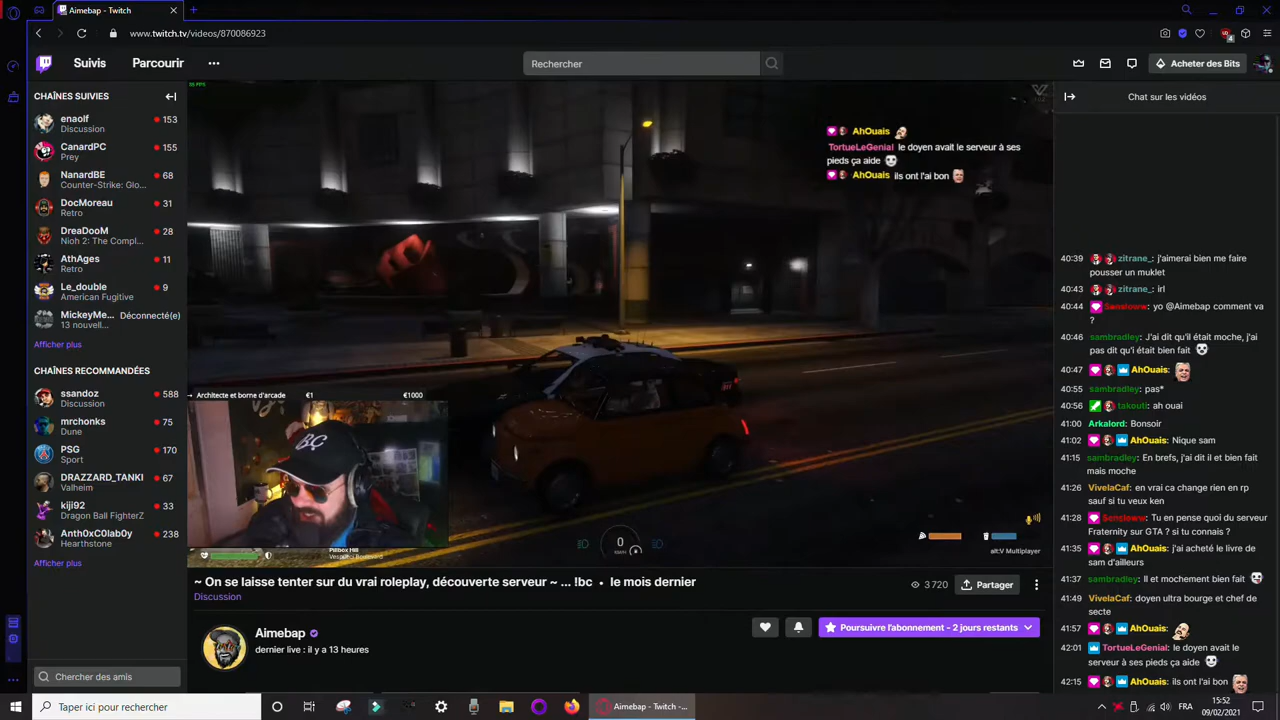 Aimebap - Twitch
www.twitch.tv/videos/870086923
Suivis
Parcourir
Rechercher
Acheter des Bits
CHAÎNES SUIVIES
enaolf
153
Discussion
CanardPC
155
Prey
NanardBE
68
Counter-Strike: Glo...
DocMoreau
31
Retro
DreaDooM
28
Nioh 2: The Compl...
AthAges
11
Retro
Le_double
9
American Fugitive
MickeyMe...
Déconnecté(e)
13 nouvell...
Afficher plus
CHAÎNES RECOMMANDÉES
ssandoz
588
Discussion
mrchonks
75
Dune
PSG
170
Sport
DRAZZARD_TANKI
67
Valheim
kiji92
33
Dragon Ball FighterZ
Anth0xC0lab0y
238
Hearthstone
Afficher plus
Chercher des amis
AhOuais
TortueLeGenial le doyen avait le serveur à ses
pieds ça aide
AhOuais ils ont l'ai bon
Architecte et borne d'arcade €1 €1000
BC
Pillbox Hill
Vespucci Boulevard
0
KM/H
alt:V Multiplayer
~ On se laisse tenter sur du vrai roleplay, découverte serveur ~ ... !bc • le mois dernier
Discussion
3 720
Partager
Aimebap
dernier live : il y a 13 heures
Poursuivre l'abonnement - 2 jours restants
Chat sur les vidéos
40:39 zitrane_: j'aimerai bien me faire
pousser un muklet
40:43 zitrane_: irl
40:44 Sensloww: yo @Aimebap comment va
?
40:46 sambradley: J'ai dit qu'il était moche, j'ai
pas dit qu'il était bien fait
40:47 AhOuais:
40:55 sambradley: pas*
40:56 takouti: ah ouai
41:00 Arkalord: Bonsoir
41:02 AhOuais: Nique sam
41:15 sambradley: En brefs, j'ai dit il et bien fait
mais moche
41:26 VivelaCaf: en vrai ca change rien en rp
sauf si tu veux ken
41:28 Sensloww: Tu en pense quoi du serveur
Fraternity sur GTA ? si tu connais ?
41:35 AhOuais: j'ai acheté le livre de
sam d'ailleurs
41:37 sambradley: Il et mochement bien fait
41:49 VivelaCaf: doyen ultra bourge et chef de
secte
41:57 AhOuais:
42:01 TortueLeGenial: le doyen avait le
serveur à ses pieds ça aide
42:15 AhOuais: ils ont l'ai bon
Taper ici pour rechercher
Aimebap - Twitch -...
FRA
15:52
09/02/2021